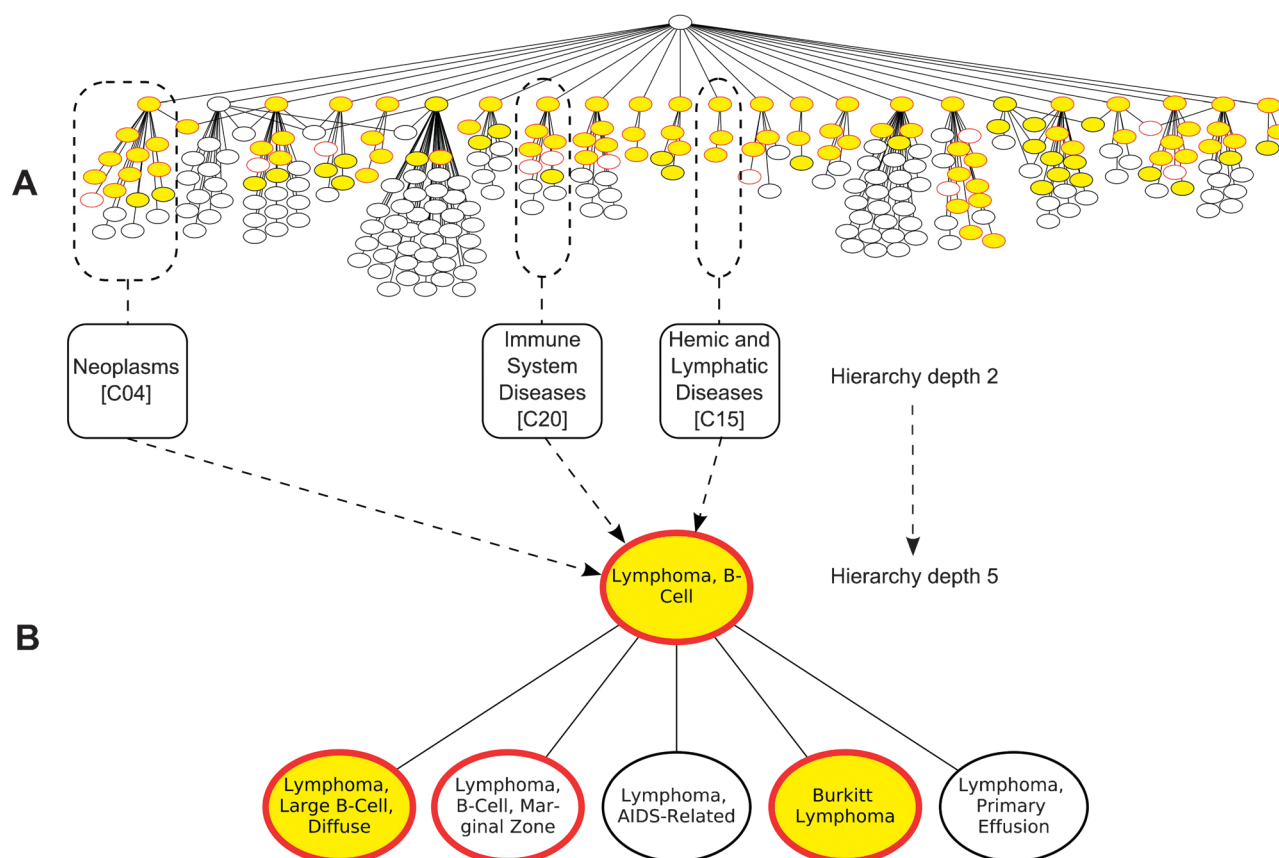 A
Neoplasms
[C04]
Immune
System
Diseases
[C20]
Hemic and
Lymphatic
Diseases
[C15]
Hierarchy depth 2
Hierarchy depth 5
B
Lymphoma, B-
Cell
Lymphoma,
Large B-Cell,
Diffuse
Lymphoma,
B-Cell, Mar-
ginal Zone
Lymphoma,
AIDS-Related
Burkitt
Lymphoma
Lymphoma,
Primary
Effusion